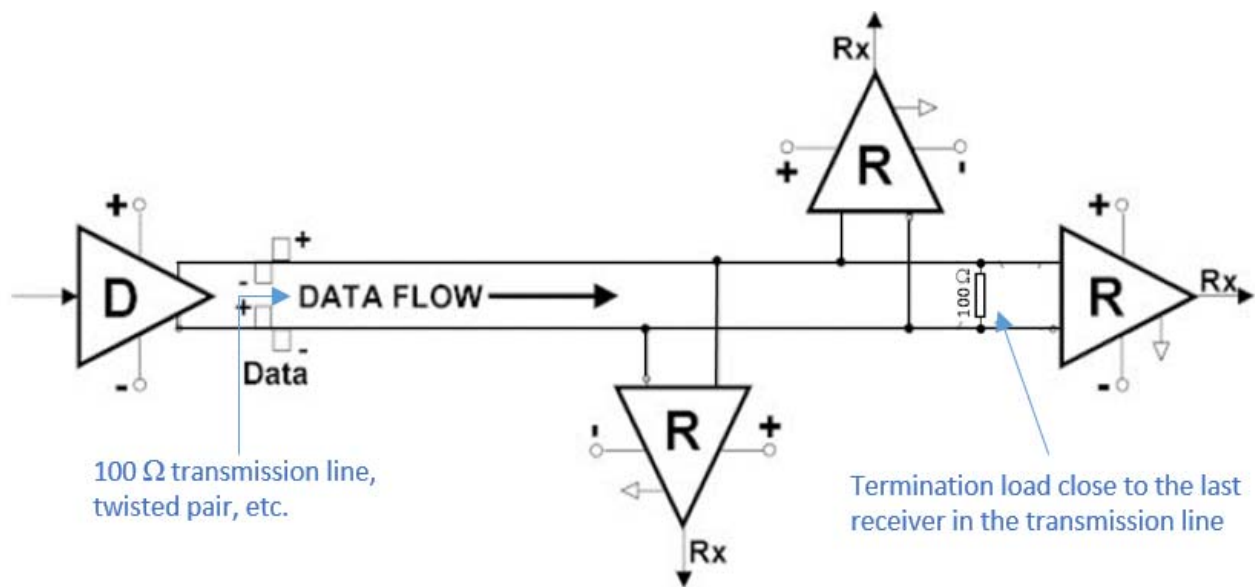 Rx
R
+
-
+
D
-
+
-
+
-
Data
DATA FLOW
100 Ω
+
R
Rx
-
-
R
+
Rx
100 Ω transmission line,
twisted pair, etc.
Termination load close to the last
receiver in the transmission line